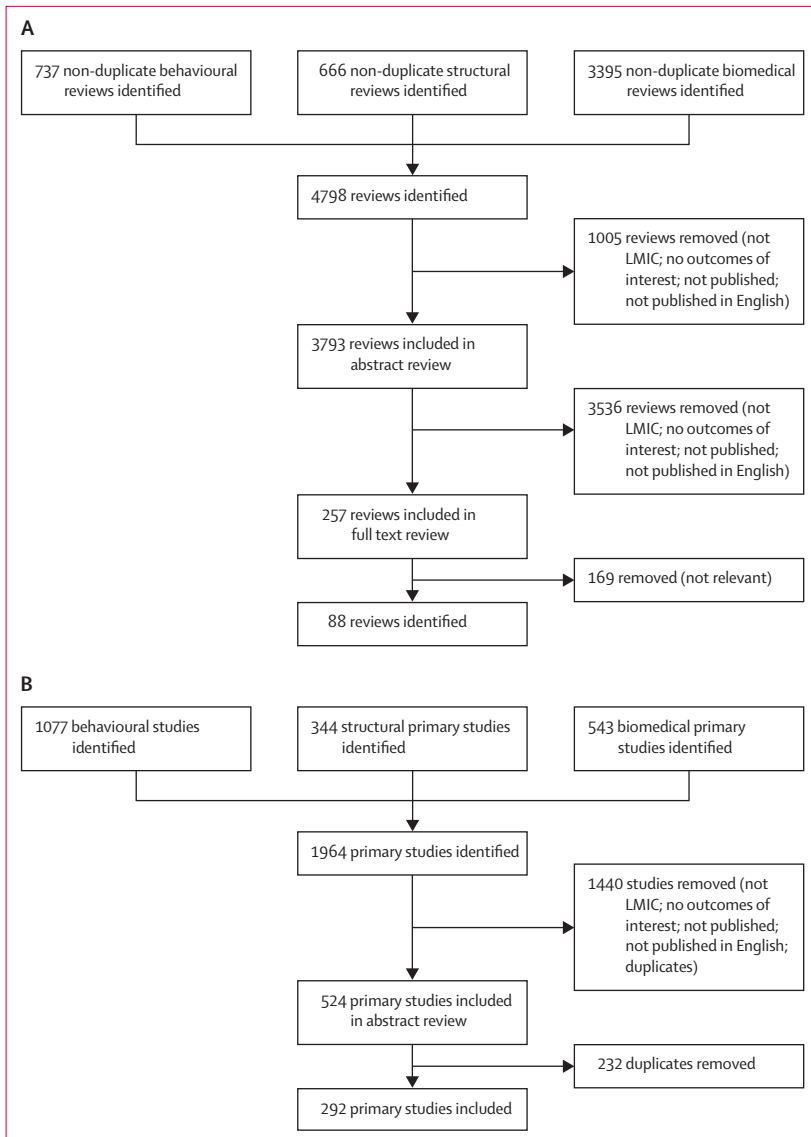 A
737 non-duplicate behavioural
reviews identified
666 non-duplicate structural
reviews identified
3395 non-duplicate biomedical
reviews identified
4798 reviews identified
1005 reviews removed (not
LMIC; no outcomes of
interest; not published;
not published in English)
3793 reviews included in
abstract review
3536 reviews removed (not
LMIC; no outcomes of
interest; not published;
not published in English)
257 reviews included in
full text review
169 removed (not relevant)
88 reviews identified
B
1077 behavioural studies
identified
344 structural primary studies
identified
543 biomedical primary
studies identified
1964 primary studies identified
1440 studies removed (not
LMIC; no outcomes of
interest; not published;
not published in English;
duplicates)
524 primary studies included
in abstract review
232 duplicates removed
292 primary studies included